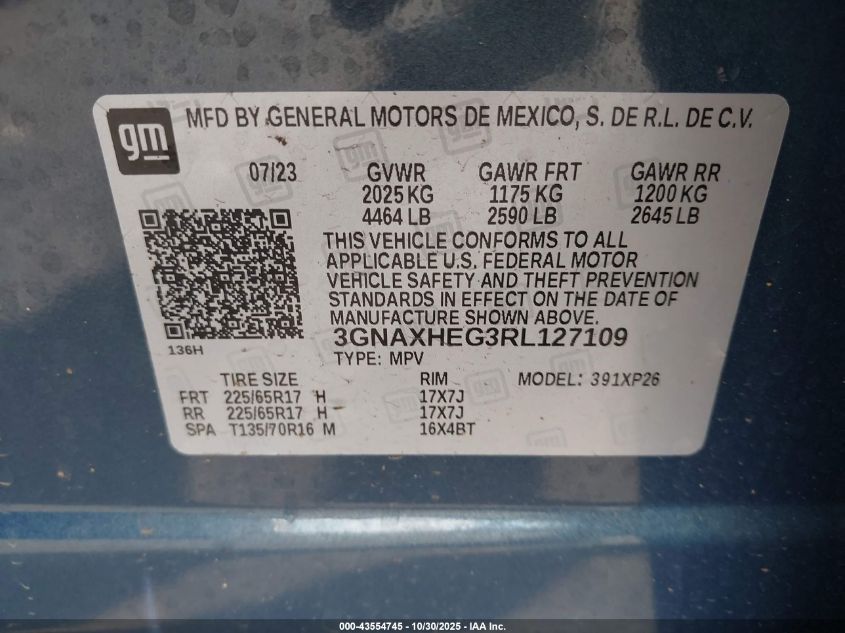 gm
MFD BY GENERAL MOTORS DE MEXICO, S. DE R.L. DE C.V.
07/23 GVWR GAWR FRT GAWR RR
2025 KG 1175 KG 1200 KG
4464 LB 2590 LB 2645 LB
THIS VEHICLE CONFORMS TO ALL
APPLICABLE U.S. FEDERAL MOTOR
VEHICLE SAFETY AND THEFT PREVENTION
STANDARDS IN EFFECT ON THE DATE OF
MANUFACTURE SHOWN ABOVE.
3GNAXHEG3RL127109
136H
TYPE: MPV
TIRE SIZE RIM MODEL: 391XP26
FRT 225/65R17 H 17X7J
RR 225/65R17 H 17X7J
SPA T135/70R16 M 16X4BT
000-43554745 - 10/30/2025 - IAA Inc.